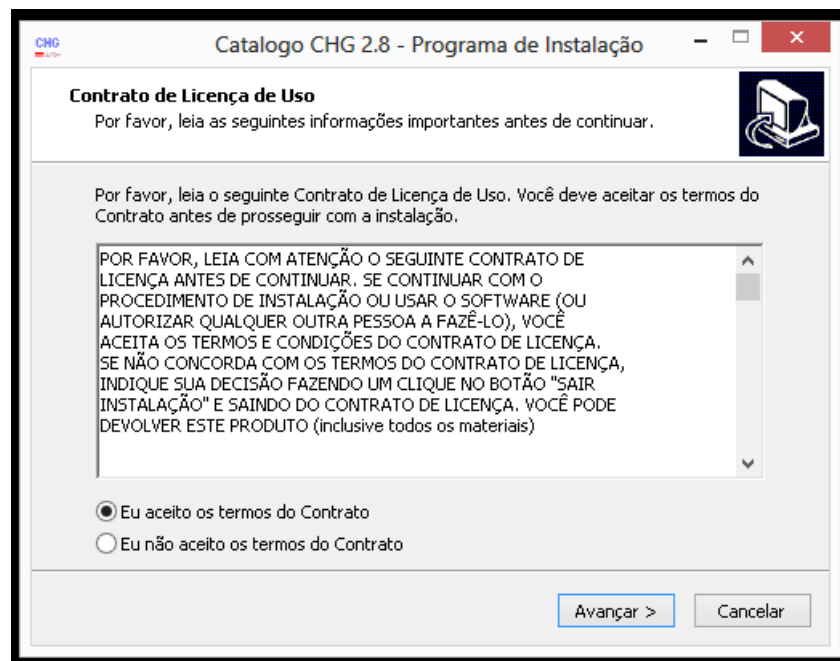 CHG
Catalogo CHG 2.8 - Programa de Instalação
Contrato de Licença de Uso
Por favor, leia as seguintes informações importantes antes de continuar.
Por favor, leia o seguinte Contrato de Licença de Uso. Você deve aceitar os termos do
Contrato antes de prosseguir com a instalação.
POR FAVOR, LEIA COM ATENÇÃO O SEGUINTE CONTRATO DE
LICENÇA ANTES DE CONTINUAR. SE CONTINUAR COM O
PROCEDIMENTO DE INSTALAÇÃO OU USAR O SOFTWARE (OU
AUTORIZAR QUALQUER OUTRA PESSOA A FAZÊ-LO), VOCÊ
ACEITA OS TERMOS E CONDIÇÕES DO CONTRATO DE LICENÇA.
SE NÃO CONCORDA COM OS TERMOS DO CONTRATO DE LICENÇA,
INDIQUE SUA DECISÃO FAZENDO UM CLIQUE NO BOTÃO "SAIR
INSTALAÇÃO" E SAINDO DO CONTRATO DE LICENÇA. VOCÊ PODE
DEVOLVER ESTE PRODUTO (inclusive todos os materiais)
Eu aceito os termos do Contrato
Eu não aceito os termos do Contrato
Avançar >
Cancelar